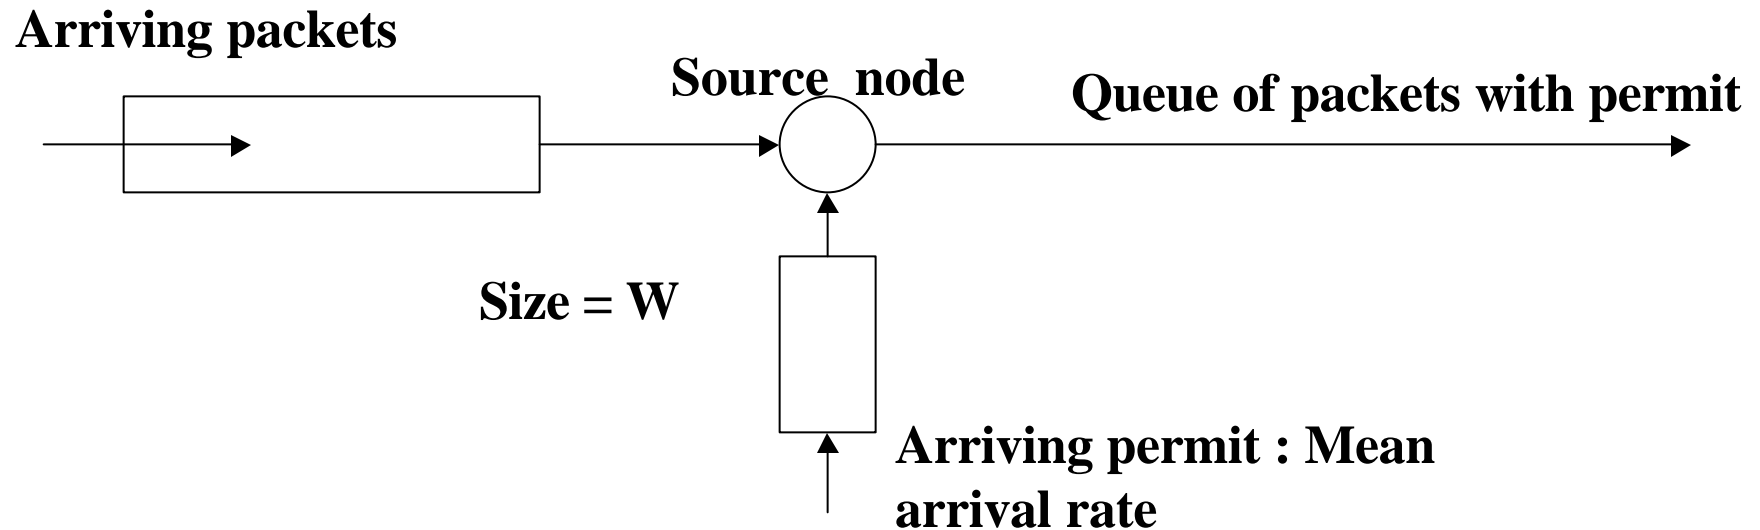 Arriving packets
Source node
Queue of packets with permit
Size = W
Arriving permit : Mean
arrival rate